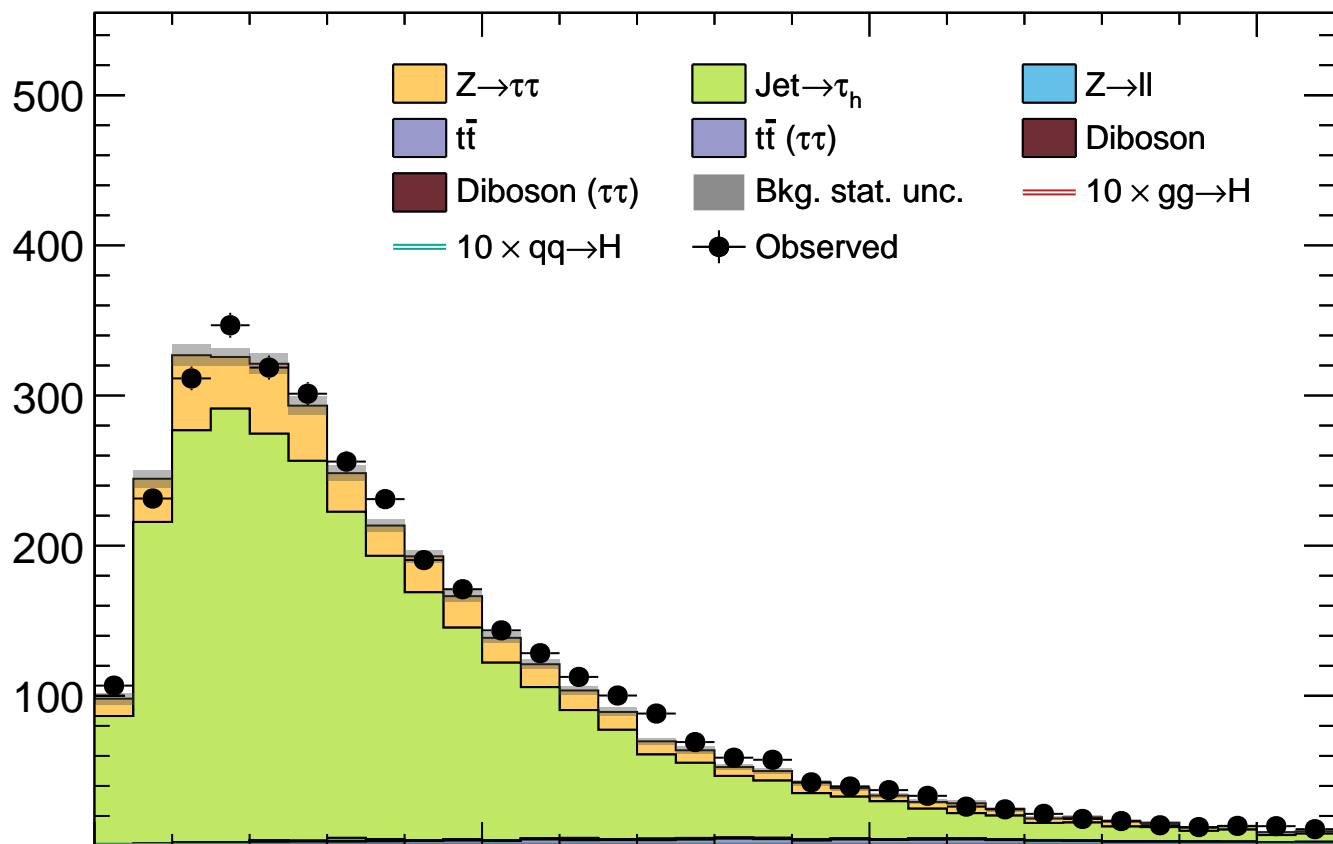 500
Z→ττ Jet→τh Z→ll
tt̄ tt̄ (ττ) Diboson
Diboson (ττ) Bkg. stat. unc. 10 × gg→H
400
10 × qq→H Observed
300
200
100